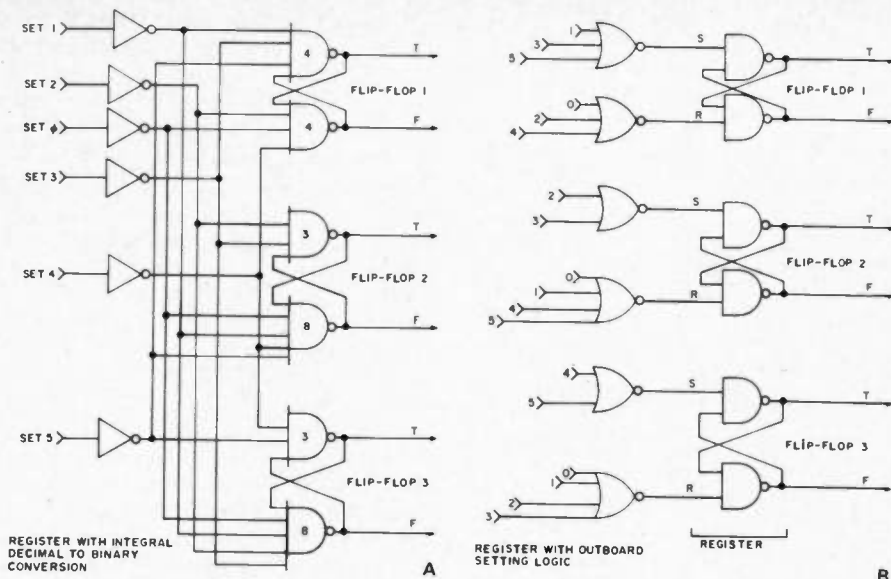 SET 1
SET 2
SET ϕ
SET 3
SET 4
SET 5
4
T
FLIP-FLOP 1
4
F
3
T
FLIP-FLOP 2
8
F
3
T
FLIP-FLOP 3
8
F
REGISTER WITH INTEGRAL
DECIMAL TO BINARY
CONVERSION
A
1
3
5
S
T
FLIP-FLOP 1
0
2
4
R
F
2
3
S
T
FLIP-FLOP 2
0
1
4
5
R
F
4
5
S
T
FLIP-FLOP 3
0
1
2
3
R
F
REGISTER WITH OUTBOARD
SETTING LOGIC
REGISTER
B